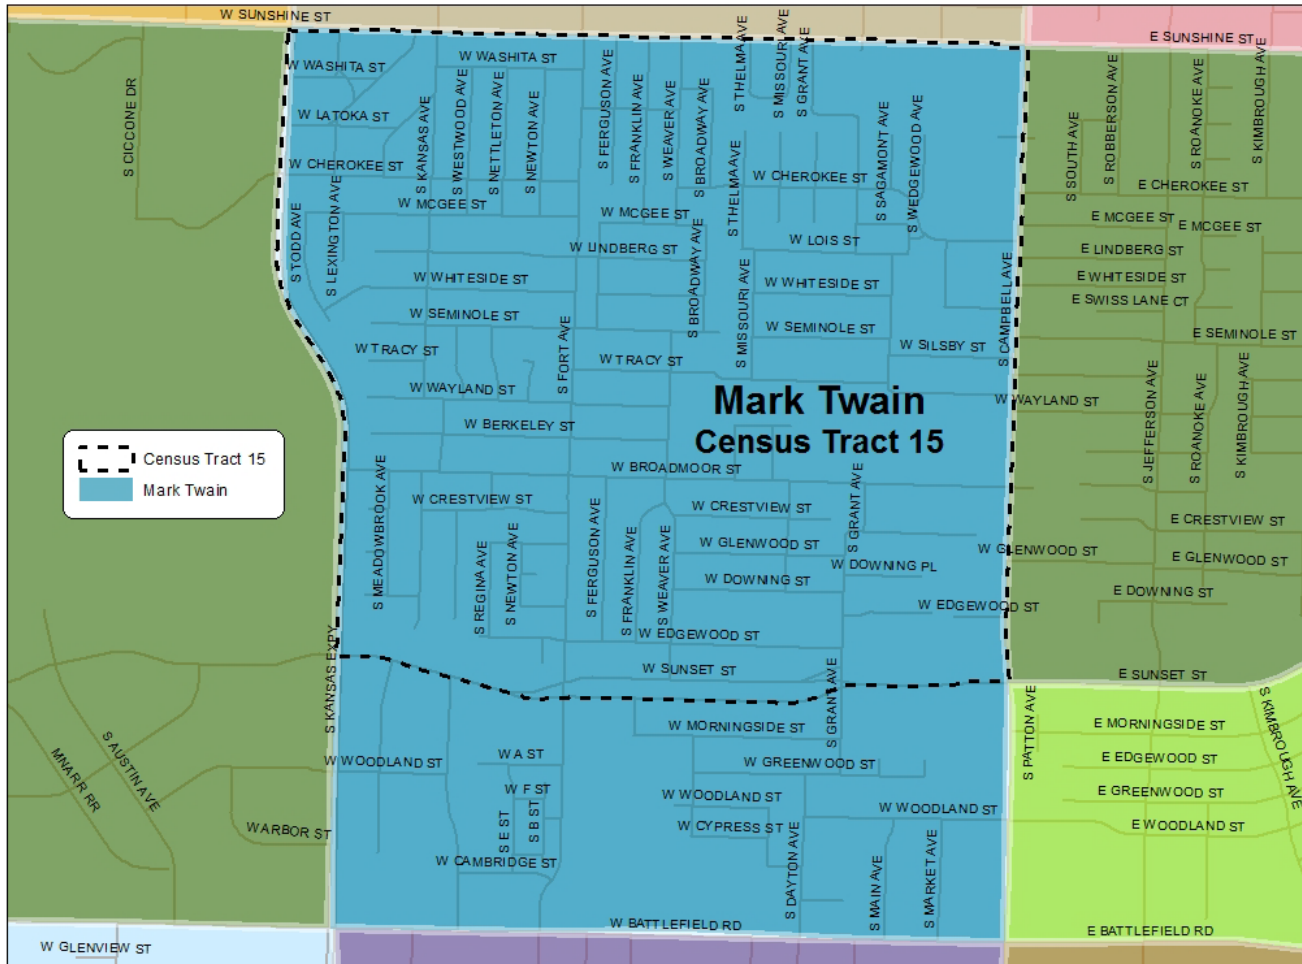 W SUNSHINE ST
E SUNSHINE ST
S CICCONE DR
W WASHITA ST
W WASHITA ST
W LATOKA ST
W CHEROKEE ST
S KANSAS AVE
S WESTWOOD AVE
S NETTLETON AVE
S NEWTON AVE
S FERGUSON AVE
S FRANKLIN AVE
S WEAVER AVE
S BROADWAY AVE
S THELMA AVE
S MISSOURI AVE
S GRANT AVE
S THELMA AVE
W CHEROKEE ST
S SAGAMONT AVE
S WEDGEWOOD AVE
S SOUTH AVE
S ROBBERSON AVE
S ROANOKE AVE
S KIMBROUGH AVE
E CHEROKEE ST
S TODD AVE
S LEXINGTON AVE
W MCGEE ST
W MCGEE ST
E MCGEE ST
E MCGEE ST
W LINDBERG ST
W LOIS ST
E LINDBERG ST
W WHITESIDE ST
S BROADWAY AVE
W WHITESIDE ST
S CAMPBELL AVE
E WHITESIDE ST
E SWISS LANE CT
W SEMINOLE ST
S FORT AVE
S MISSOURI AVE
W SEMINOLE ST
E SEMINOLE ST
W TRACY ST
W TRACY ST
W SILSBY ST
W WAYLAND ST
W WAYLAND ST
S JEFFERSON AVE
S ROANOKE AVE
S KIMBROUGH AVE
Mark Twain
Census Tract 15
W BERKELEY ST
Census Tract 15
Mark Twain
W BROADMOOR ST
S MEADOWBROOK AVE
W CRESTVIEW ST
W CRESTVIEW ST
S GRANT AVE
E CRESTVIEW ST
S REGINA AVE
S NEWTON AVE
S FERGUSON AVE
S FRANKLIN AVE
S WEAVER AVE
W GLENWOOD ST
W GLENWOOD ST
E GLENWOOD ST
W DOWNING PL
W DOWNING ST
E DOWNING ST
W EDGEWOOD ST
W EDGEWOOD ST
W SUNSET ST
E SUNSET ST
S KANSAS EXPY
S GRANT AVE
S PATTON AVE
S KIMBROUGH AVE
W MORNINGSIDE ST
E MORNINGSIDE ST
S AUSTIN AVE
MNARR RR
W WOODLAND ST
W A ST
W GREENWOOD ST
E EDGEWOOD ST
W F ST
W WOODLAND ST
W WOODLAND ST
E GREENWOOD ST
W ARBOR ST
S E ST
S B ST
W CYPRESS ST
E WOODLAND ST
W CAMBRIDGE ST
S DAYTON AVE
S MAIN AVE
S MARKET AVE
W BATTLEFIELD RD
E BATTLEFIELD RD
W GLENVIEW ST